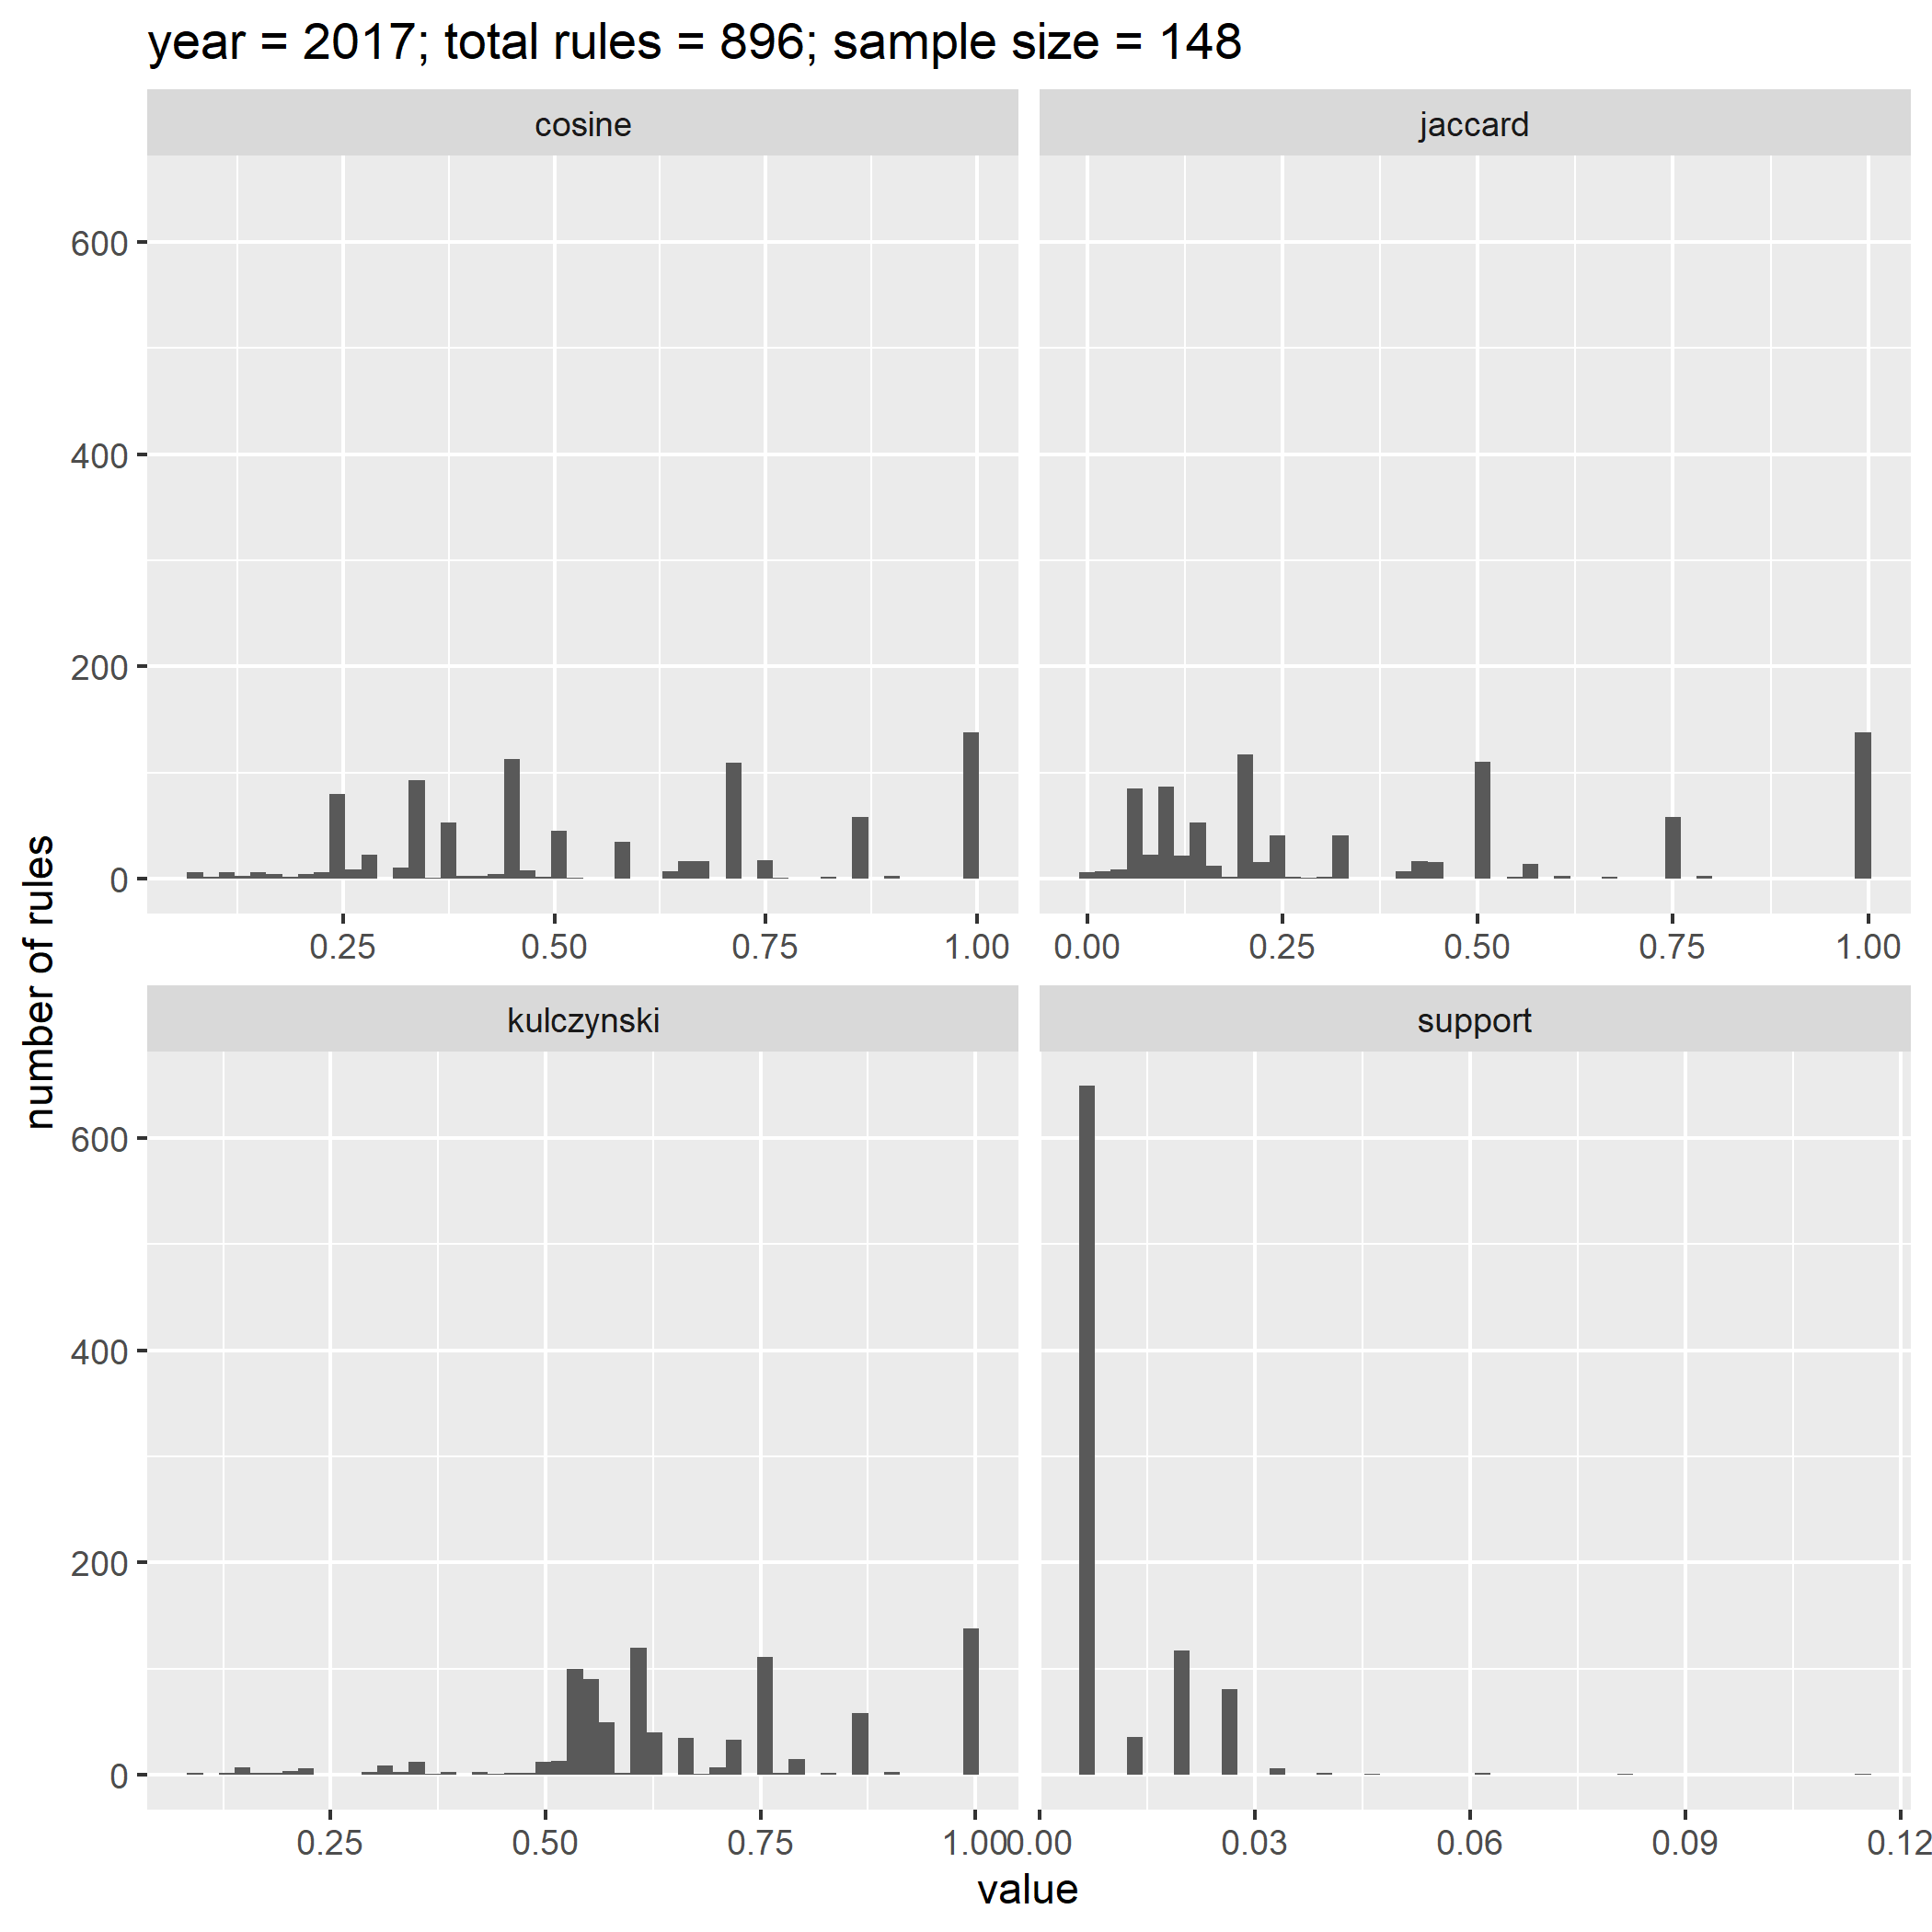 year = 2017; total rules = 896; sample size = 148
cosine
jaccard
600
400
200
0
0.25 0.50 0.75 1.00
0.00 0.25 0.50 0.75 1.00
number of rules
kulczynski
support
600
400
200
0
0.25 0.50 0.75 1.00
0.00 0.03 0.06 0.09 0.12
value